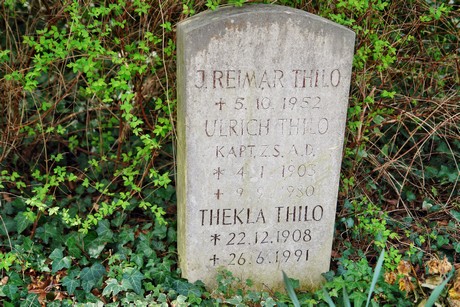 J. REIMAR THILO
+ 5.10.1952
ULRICH THILO
KAPT. Z.S. A.D.
* 4.1.1903
THEKLA THILO
* 22.12.1908
+ 26.6.1991